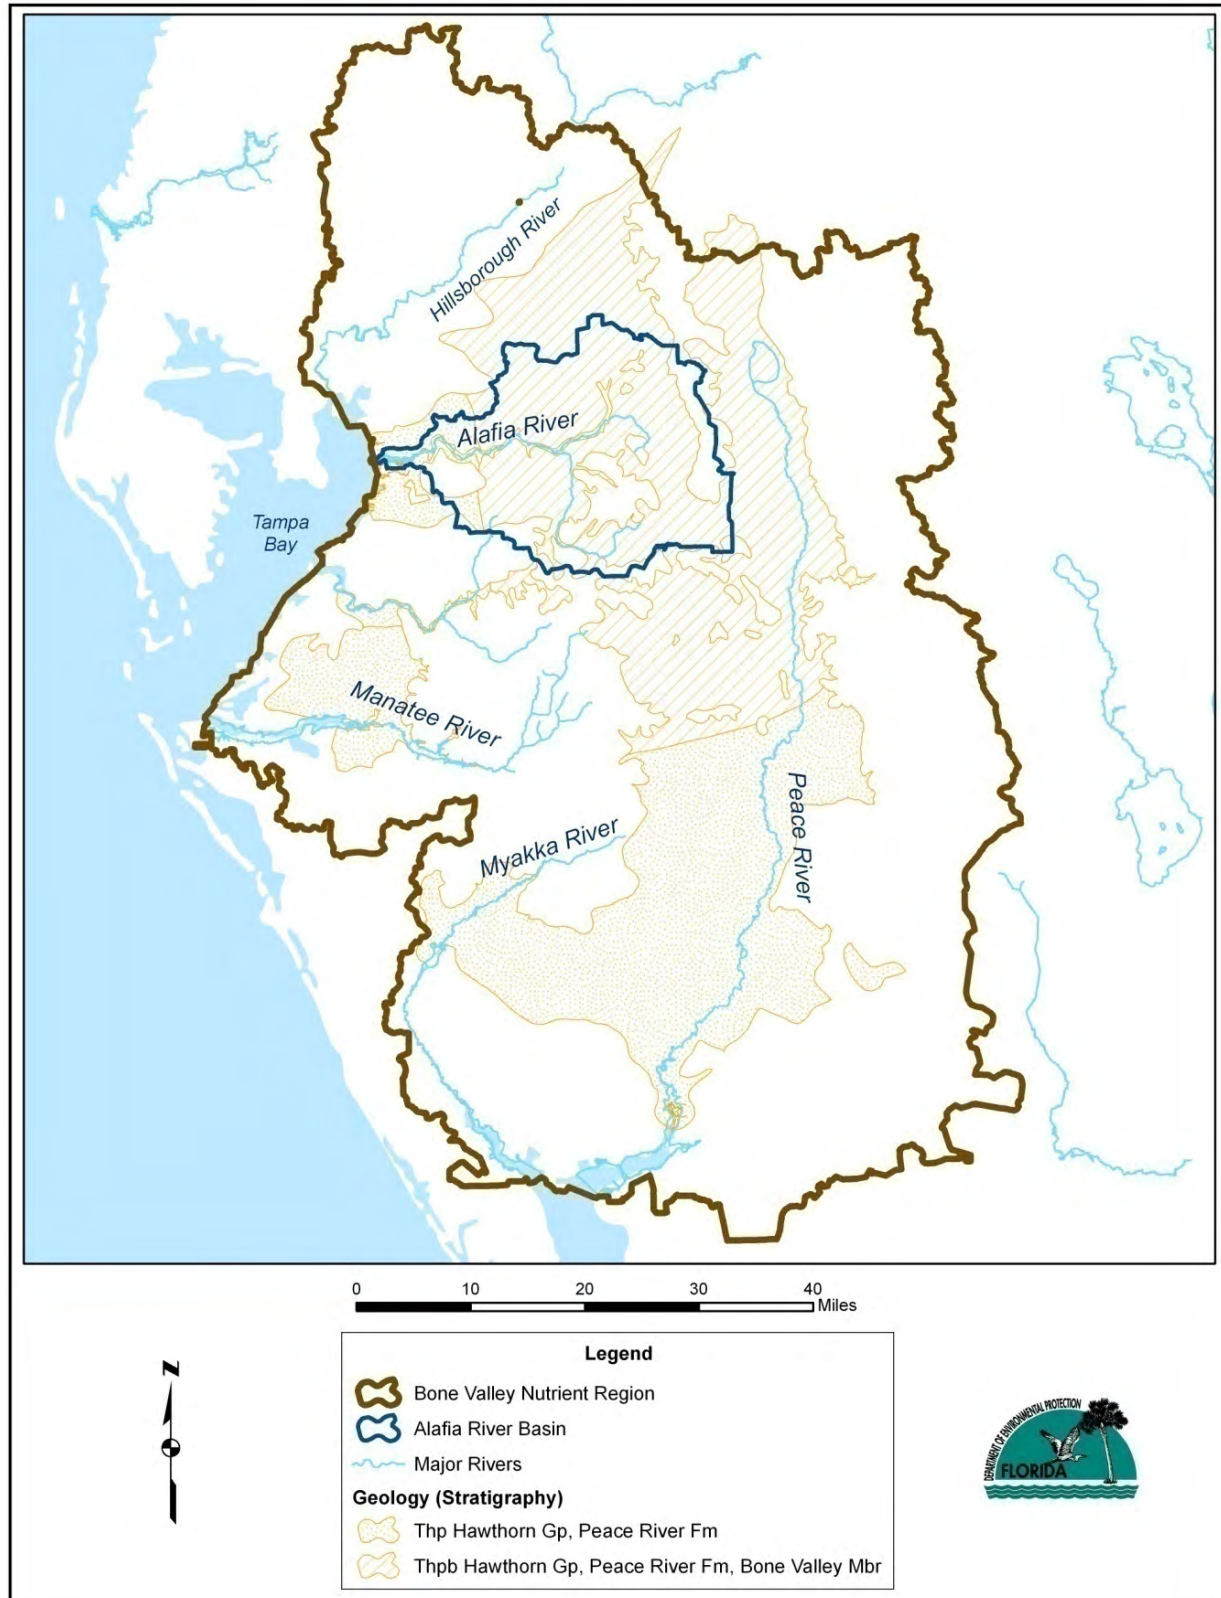 Hillsborough River
Alafia River
Tampa
Bay
Manatee River
Peace River
Myakka River
0 10 20 30 40
Miles
N
Legend
Bone Valley Nutrient Region
Alafia River Basin
Major Rivers
Geology (Stratigraphy)
Thp Hawthorn Gp, Peace River Fm
Thpb Hawthorn Gp, Peace River Fm, Bone Valley Mbr
DEPARTMENT OF ENVIRONMENTAL PROTECTION
FLORIDA